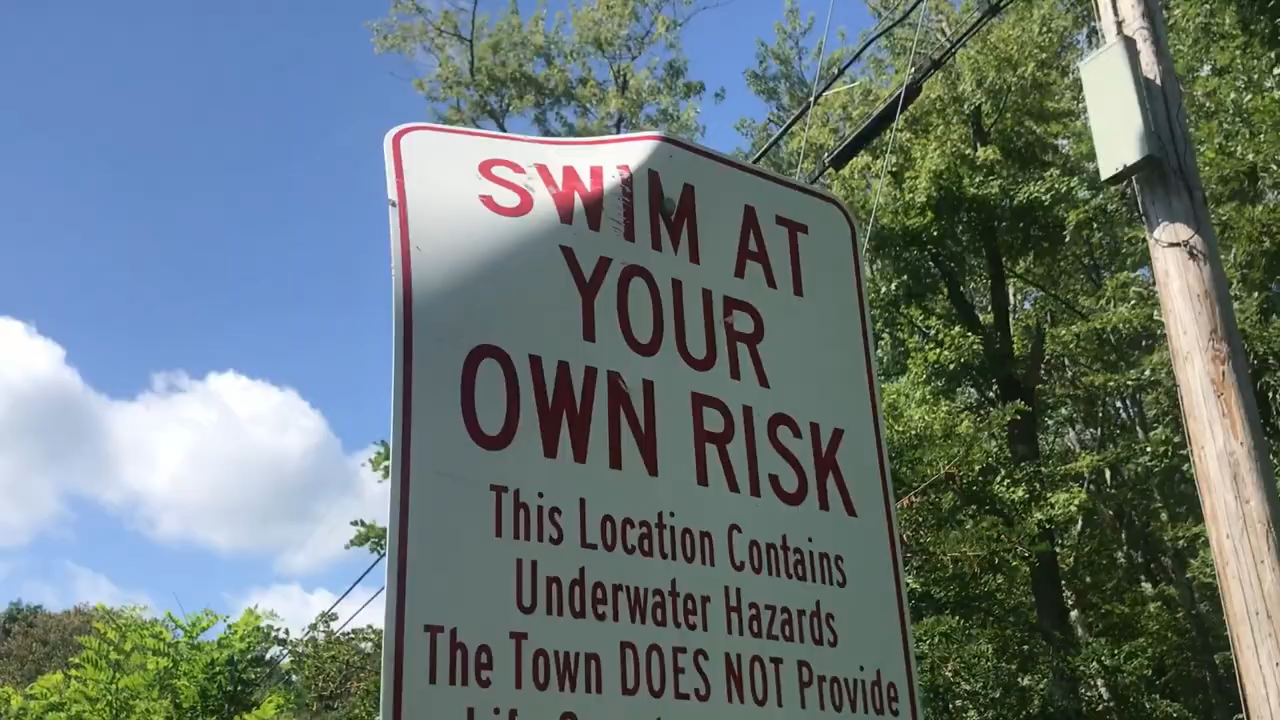 SWIM AT
YOUR
OWN RISK
This Location Contains
Underwater Hazards
The Town DOES NOT Provide